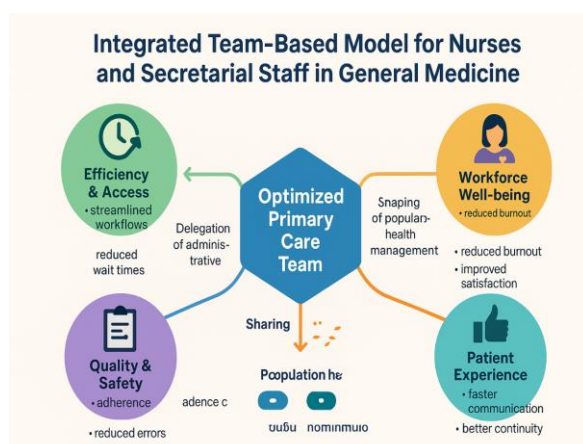 Integrated Team-Based Model for Nurses
and Secretarial Staff in General Medicine
Efficiency
& Access
• streamlined
workflows
reduced
wait times
Delegation
of adminis-
trative
Optimized
Primary
Care
Team
Snaping
of populan-
health
management
Workforce
Well-being
• reduced burnout
• reduced burnout
• improved
satisfaction
Quality &
Safety
• adherence
adence c
• reduced errors
Sharing
Patient
Experience
• faster
communication
• better continuity